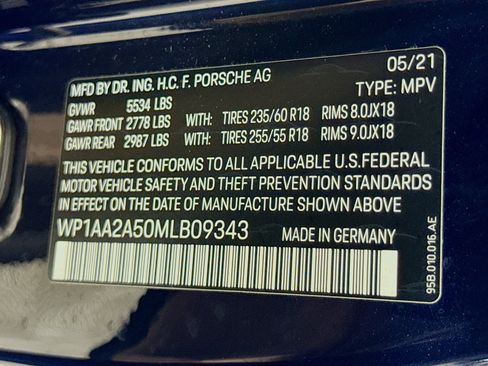 MFD BY DR. ING. H.C. F. PORSCHE AG 05/21
GVWR 5534 LBS TYPE: MPV
GAWR FRONT 2778 LBS WITH: TIRES 235/60 R18 RIMS 8.0JX18
GAWR REAR 2987 LBS WITH: TIRES 255/55 R18 RIMS 9.0JX18
THIS VEHICLE CONFORMS TO ALL APPLICABLE U.S.FEDERAL
MOTOR VEHICLE SAFETY AND THEFT PREVENTION STANDARDS
IN EFFECT ON THE DATE OF MANUFACTURE SHOWN ABOVE.
WP1AA2A50MLB09343 MADE IN GERMANY
95B.010.016.AE